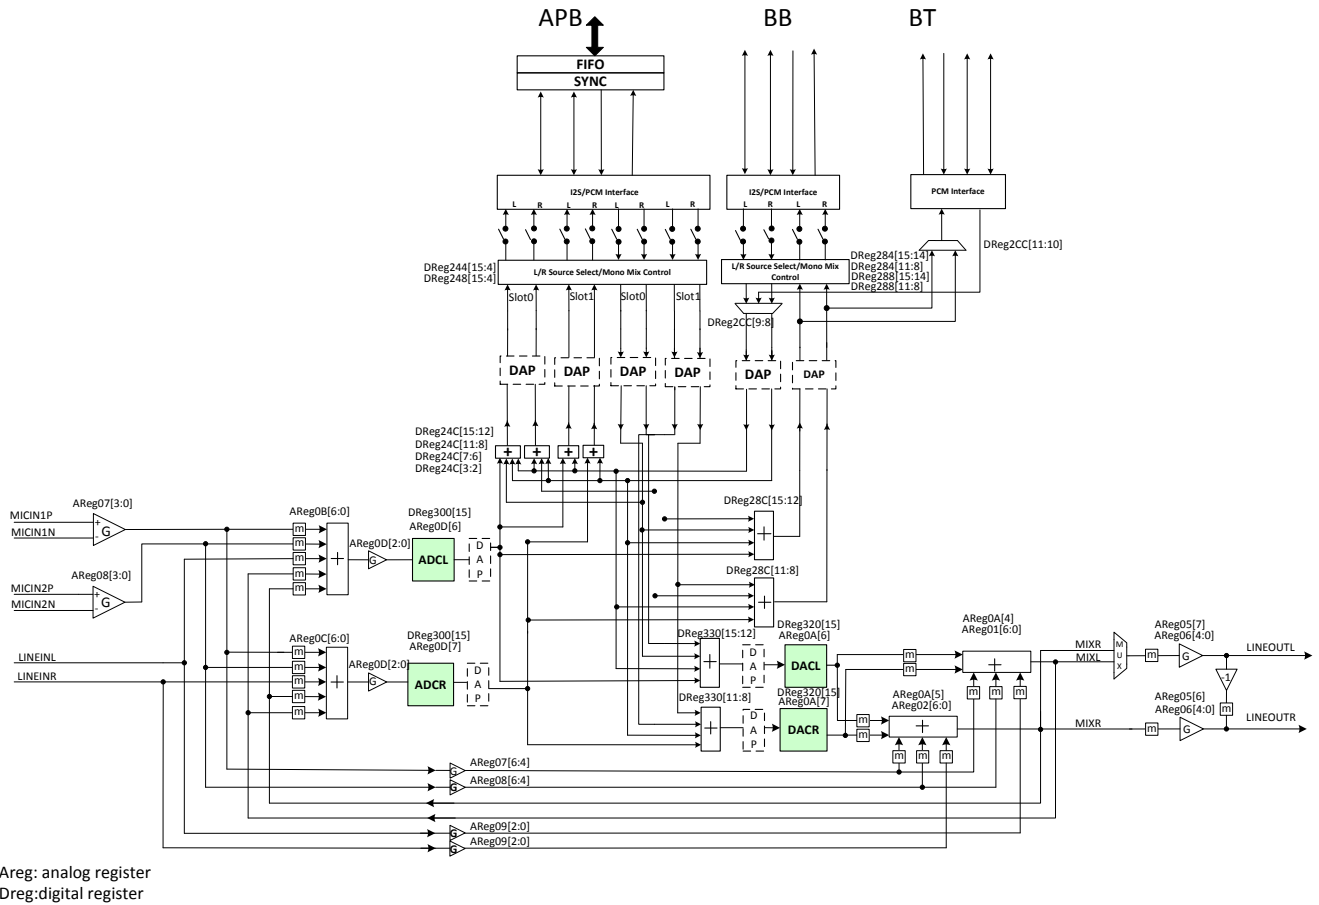 APB BB BT
FIFO
SYNC
I2S/PCM Interface
L R L R L R L R
I2S/PCM Interface
L R L R
PCM Interface
DReg2CC[11:10]
DReg244[15:4]
DReg248[15:4]
L/R Source Select/Mono Mix Control
L/R Source Select/Mono Mix
Control
DReg284[15:14]
DReg284[11:8]
DReg288[15:14]
DReg288[11:8]
Slot0 Slot1 Slot0 Slot1
DReg2CC[9:8]
DAP DAP DAP DAP DAP DAP
DReg24C[15:12]
DReg24C[11:8]
DReg24C[7:6]
DReg24C[3:2]
+ + + +
DReg28C[15:12]
+
DReg28C[11:8]
+
AReg07[3:0]
MICIN1P
MICIN1N
+
-
G
AReg08[3:0]
MICIN2P
MICIN2N
+
-
G
LINEINL
LINEINR
AReg0B[6:0]
m
m
m
m
m
+
AReg0D[2:0]
G
DReg300[15]
AReg0D[6]
ADCL
D
A
P
AReg0C[6:0]
m
m
m
m
m
+
AReg0D[2:0]
G
DReg300[15]
AReg0D[7]
ADCR
D
A
P
DReg330[15:12]
+
D
A
P
DReg320[15]
AReg0A[6]
DACL
DReg330[11:8]
+
D
A
P
DReg320[15]
AReg0A[7]
DACR
AReg0A[4]
AReg01[6:0]
m
m
+
m m m
AReg0A[5]
AReg02[6:0]
m
m
+
m m m
MIXR
MIXL
M
u
x
m
AReg05[7]
AReg06[4:0]
G
LINEOUTL
-1
m
MIXR
m
AReg05[6]
AReg06[4:0]
G
LINEOUTR
G
AReg07[6:4]
G
AReg08[6:4]
G
AReg09[2:0]
G
AReg09[2:0]
Areg: analog register
Dreg:digital register